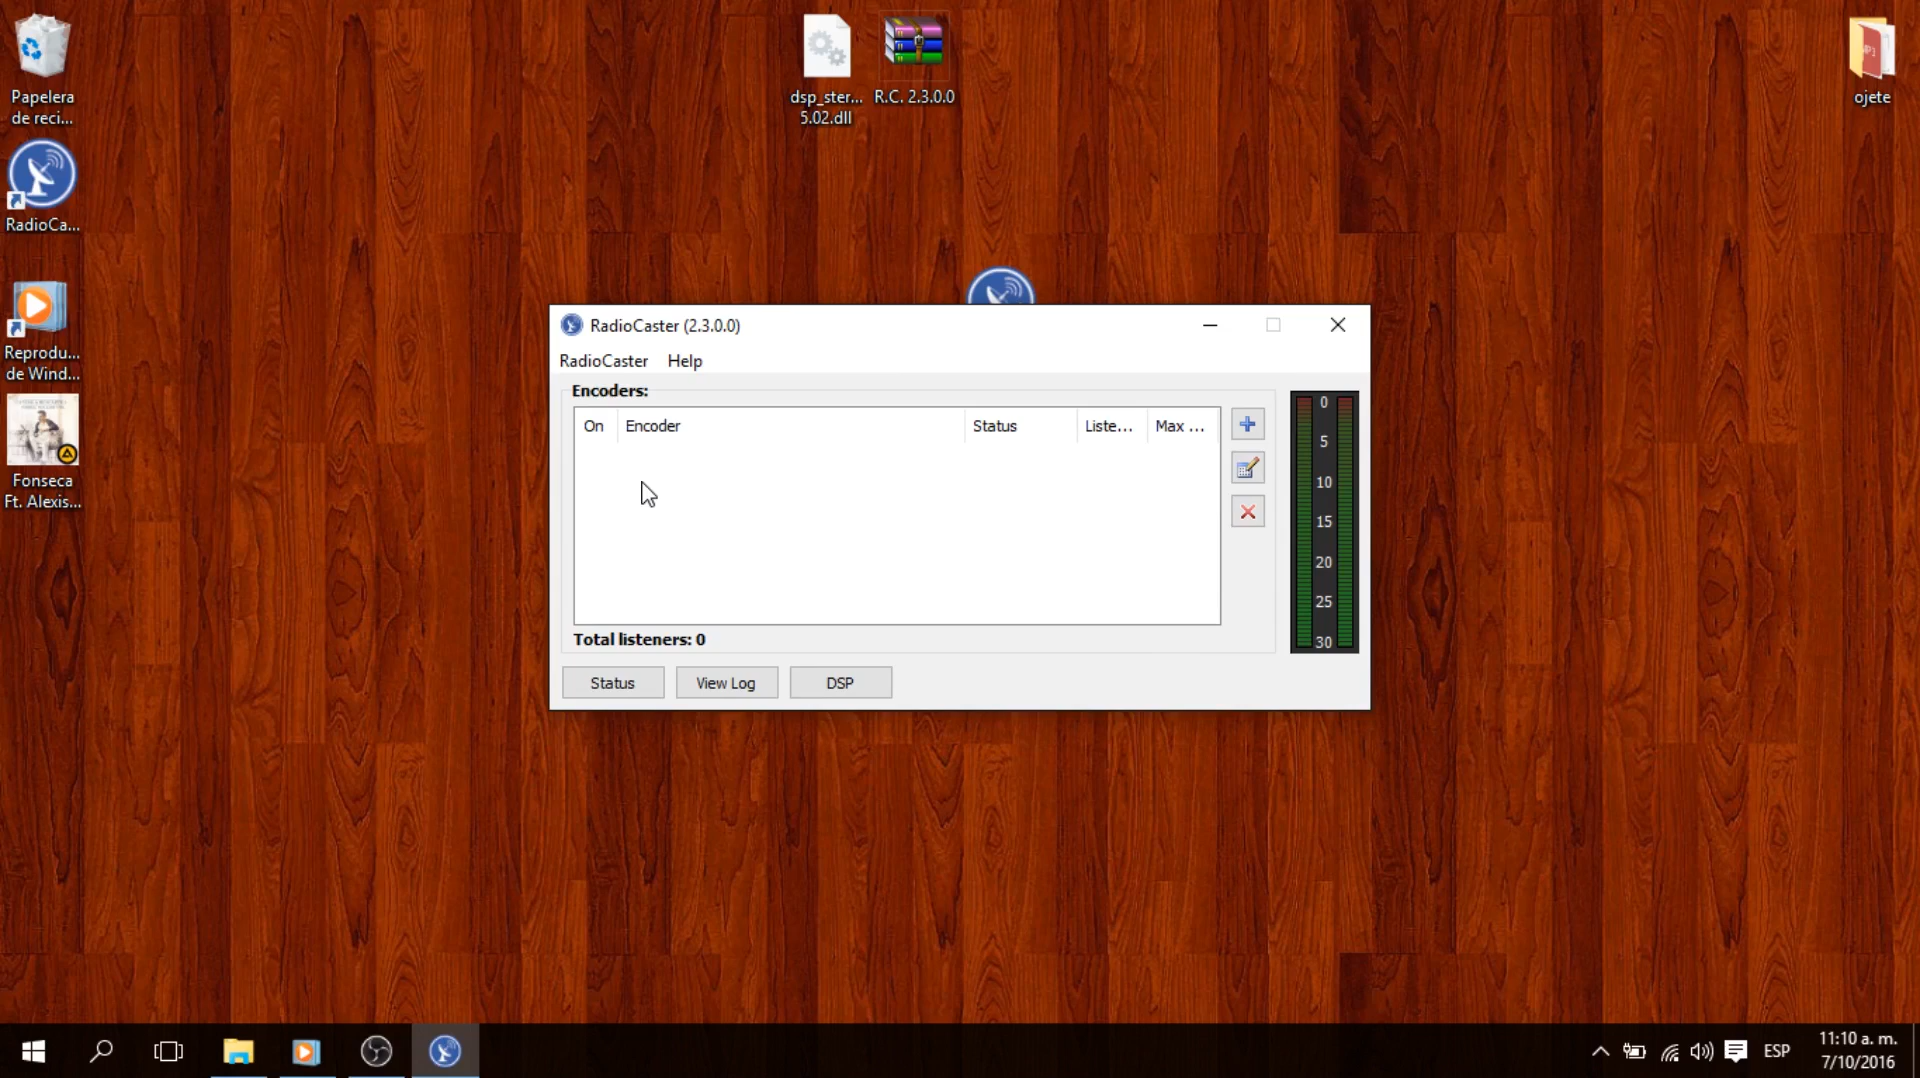 Papelera
de reci...
RadioCa...
Reprodu...
de Wind...
Fonseca
Ft. Alexis...
dsp_ster...
5.02.dll
R.C. 2.3.0.0
MP3
ojete
RadioCaster (2.3.0.0)
RadioCaster Help
Encoders:
On Encoder Status Liste... Max ...
0
5
10
15
20
25
30
Total listeners: 0
Status View Log DSP
ESP
11:10 a. m.
7/10/2016